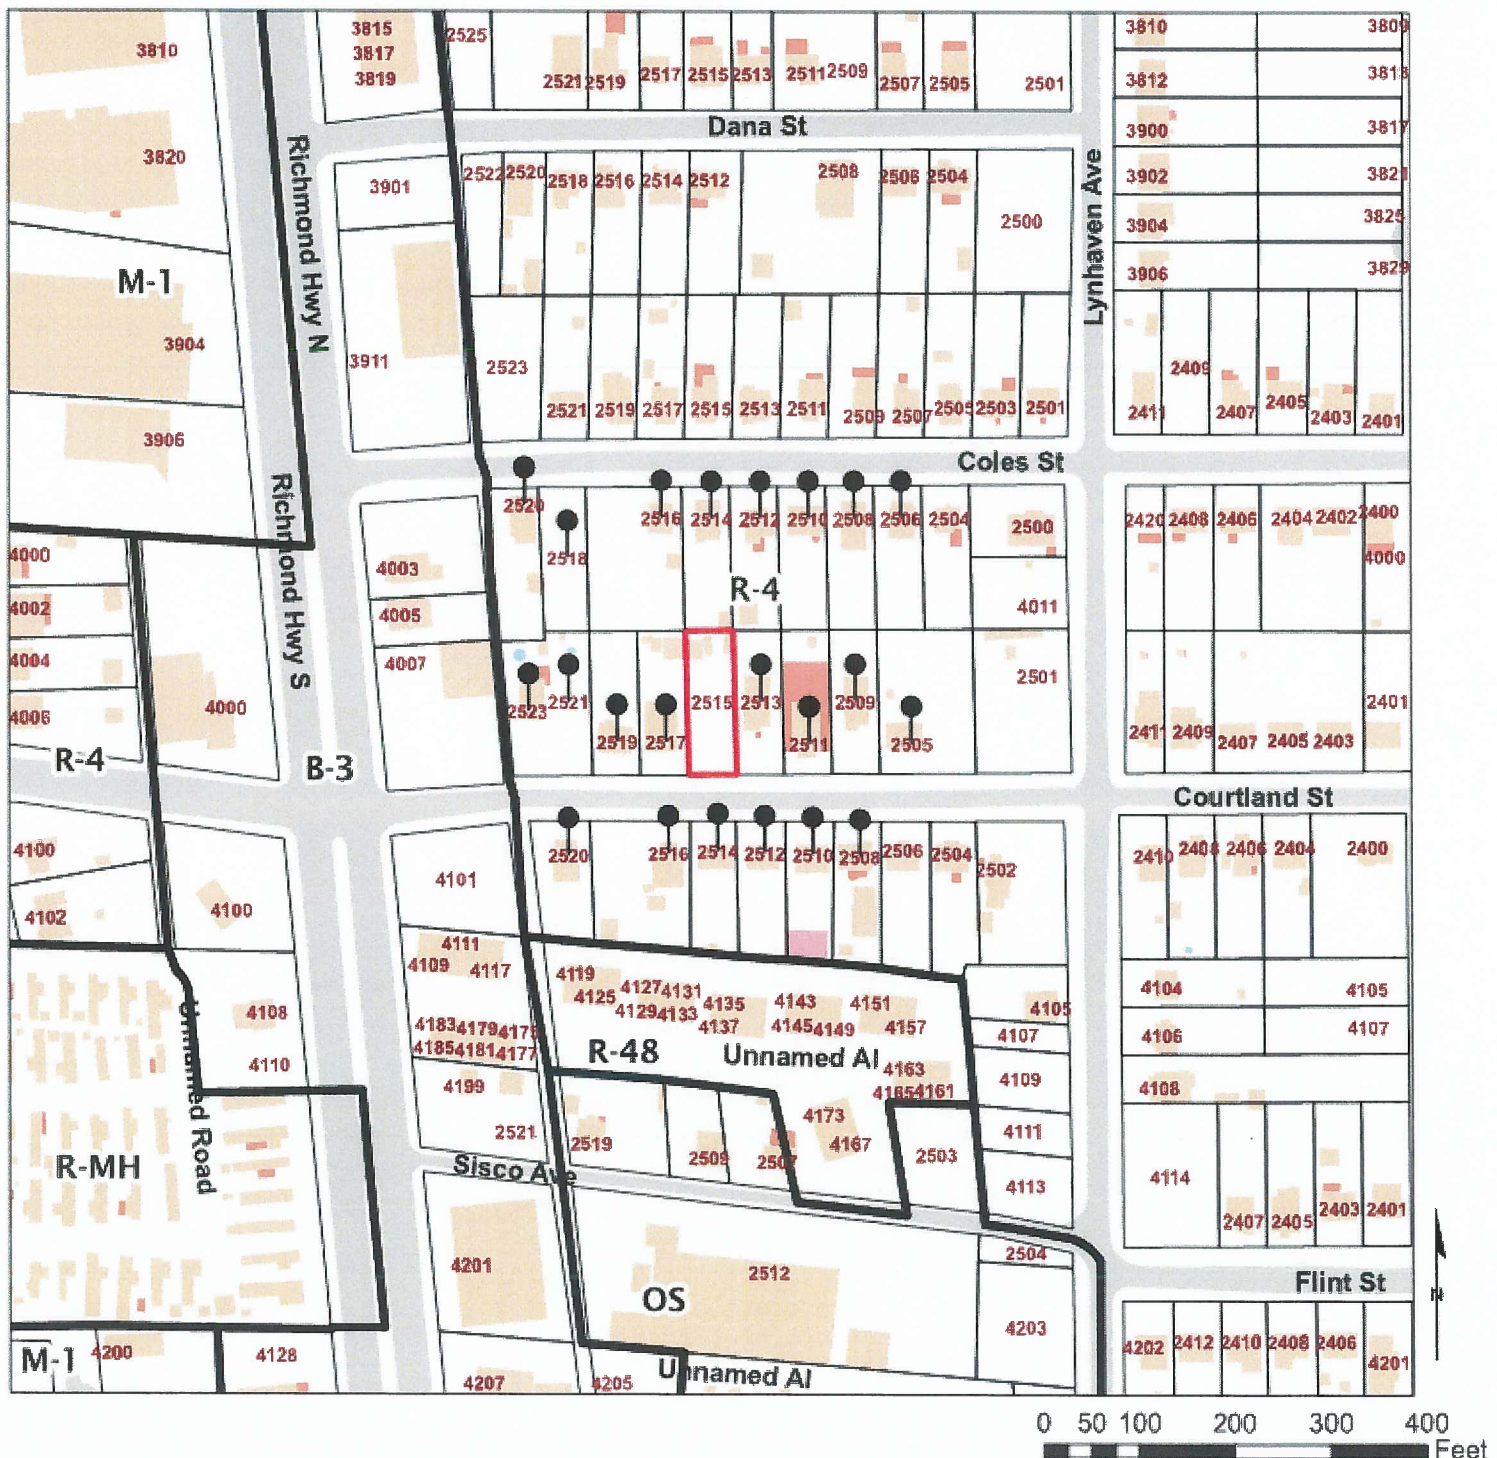 3815
3817
3819
2525
3810
2521 2519 2517 2515 2513 2511 2509 2507 2505 2501
3810 3809
3812 3813
Dana St
3900 3817
3820
Richmond Hwy N
3901
2522 2520 2518 2516 2514 2512 2508 2506 2504
2500
Lynhaven Ave
3902 3821
3904 3825
3906 3829
M-1
3904
3911
2523
2521 2519 2517 2515 2513 2511 2509 2507 2505 2503 2501
2409
2411 2407 2405 2403 2401
3906
Coles St
Richmond Hwy S
2520
2518
2516 2514 2512 2510 2508 2506 2504 2500
2420 2408 2406 2404 2402 2400
4000
4000
4003
4002
4005
R-4
4011
4004
4007
2501
4006
4000
2523 2521 2519 2517 2515 2513 2511 2509 2505
2411 2409 2407 2405 2403 2401
R-4
B-3
Courtland St
4100
2520 2516 2514 2512 2510 2508 2506 2504 2502
2410 2408 2406 2404 2400
4101
4102
4100
4111
4109 4117
4119
4125
4127 4131
4129 4133
4135
4137
4143
4145 4149
4151
4157
4105
4104 4105
4108
4183 4179 4175
4185 4181 4177
R-48
Unnamed Al
4107
4106 4107
4110
4199
4163
4165 4161
4109
4108
Unnamed Road
2521
2519
2509
2507
4173
4167
2503
4111
R-MH
Sisco Ave
4113
4114
2407 2405 2403 2401
4201
2512
2504
OS
Flint St
4203
4202 2412 2410 2408 2406 4201
M-1
4200
4128
4207
4205
Unnamed Al
N
0 50 100 200 300 400
Feet